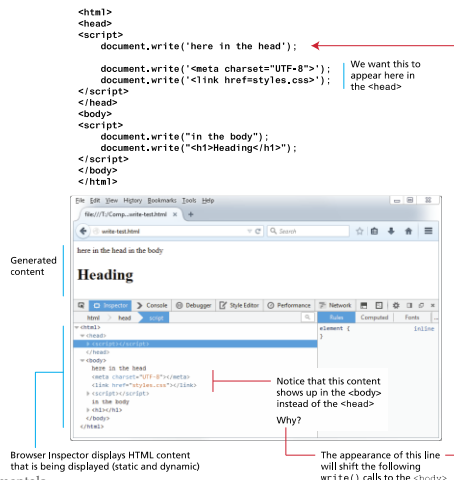 <html>
<head>
<script>
document.write('here in the head');
document.write('<meta charset="UTF-8">');
document.write('<link href=styles.css>');
</script>
</head>
<body>
<script>
document.write("in the body");
document.write("<h1>Heading</h1>");
</script>
</body>
</html>
We want this to
appear here in
the <head>
File Edit View History Bookmarks Tools Help
file:///T:/Comp...write-test.html × +
write-test.html
Search
Generated
content
here in the head in the body
Heading
Inspector Console Debugger Style Editor Performance Network
html head script
Rules Computed Fonts
<html>
<head>
<script></script>
</head>
<body>
here in the head
<meta charset="UTF-8"></meta>
<link href="styles.css"></link>
<script></script>
in the body
<h1></h1>
</body>
</html>
element {
inline
}
Notice that this content
shows up in the <body>
instead of the <head>
Why?
Browser Inspector displays HTML content
that is being displayed (static and dynamic)
The appearance of this line
will shift the following
write() calls to the <body>